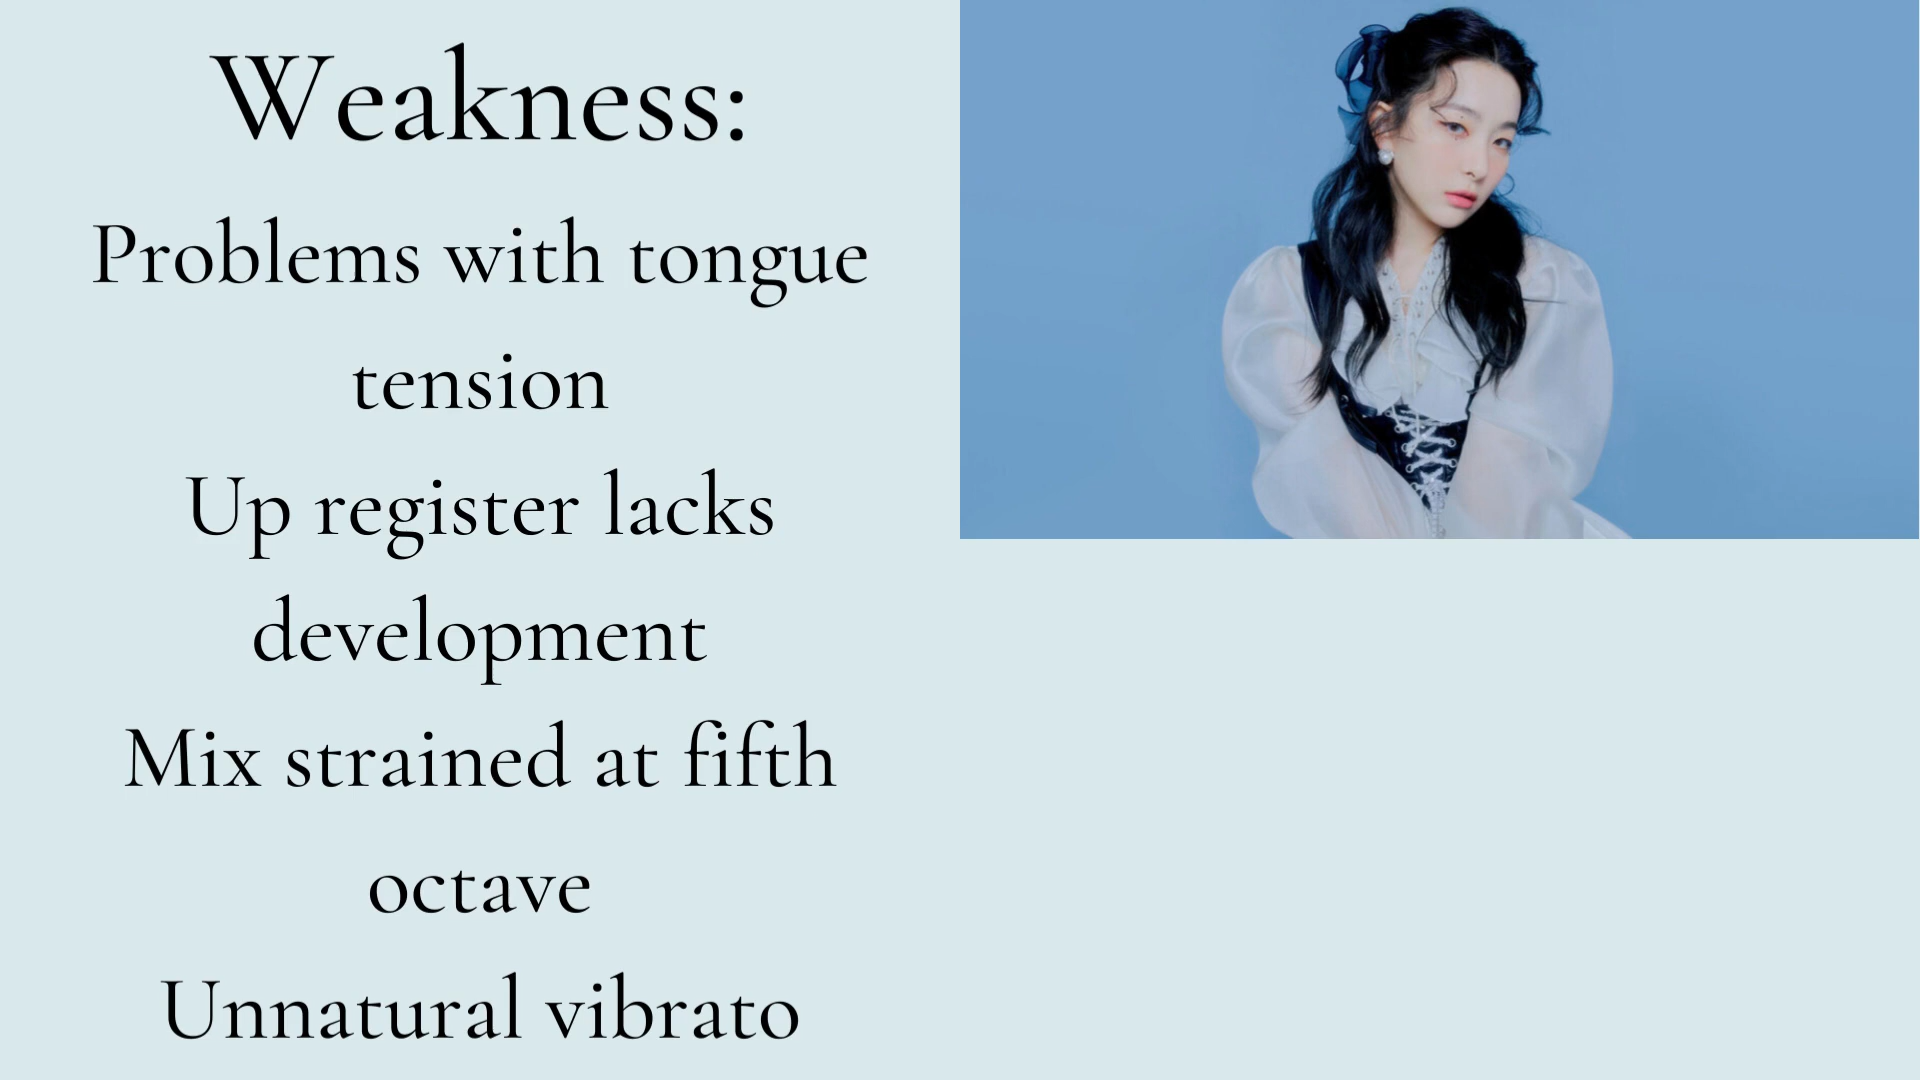 Weakness:
Problems with tongue
tension
Up register lacks
development
Mix strained at fifth
octave
Unnatural vibrato